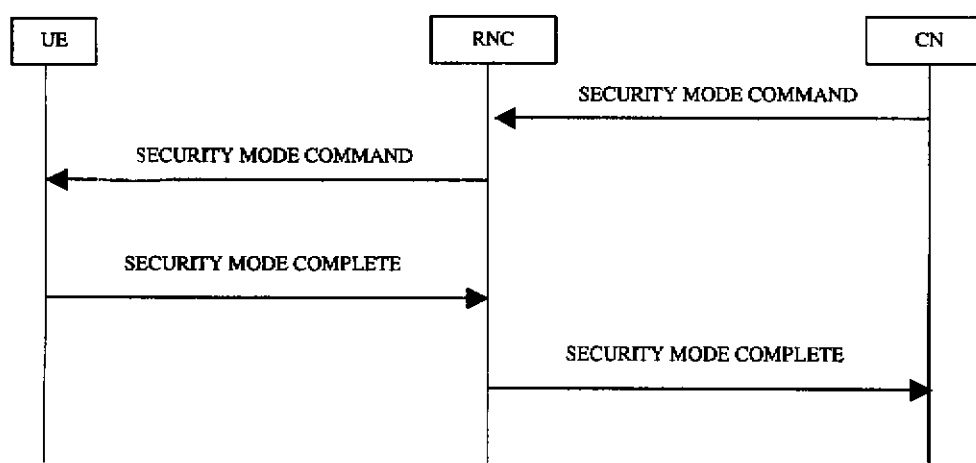 UE
RNC
CN
SECURITY MODE COMMAND
SECURITY MODE COMMAND
SECURITY MODE COMPLETE
SECURITY MODE COMPLETE